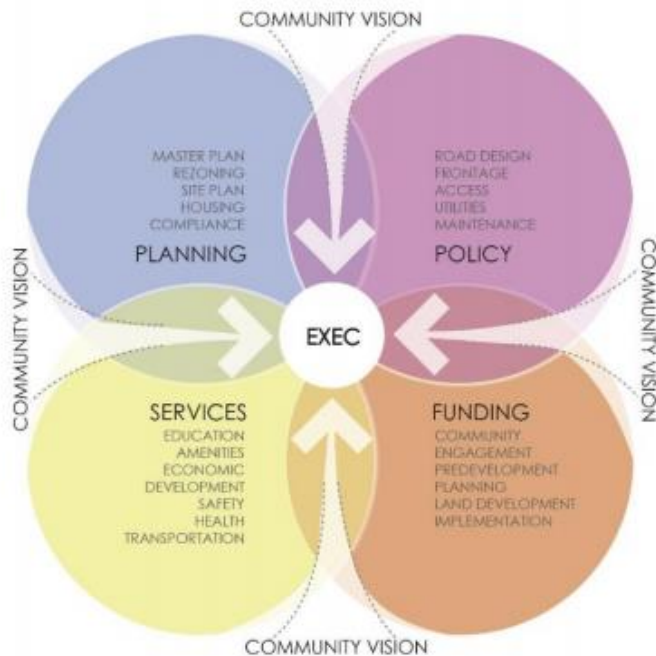 COMMUNITY VISION
MASTER PLAN
REZONING
SITE PLAN
HOUSING
COMPLIANCE
PLANNING
ROAD DESIGN
FRONTAGE
ACCESS
UTILITIES
MAINTENANCE
POLICY
COMMUNITY VISION
EXEC
COMMUNITY VISION
SERVICES
EDUCATION
AMENITIES
ECONOMIC
DEVELOPMENT
SAFETY
HEALTH
TRANSPORTATION
FUNDING
COMMUNITY
ENGAGEMENT
PREDEVELOPMENT
PLANNING
LAND DEVELOPMENT
IMPLEMENTATION
COMMUNITY VISION